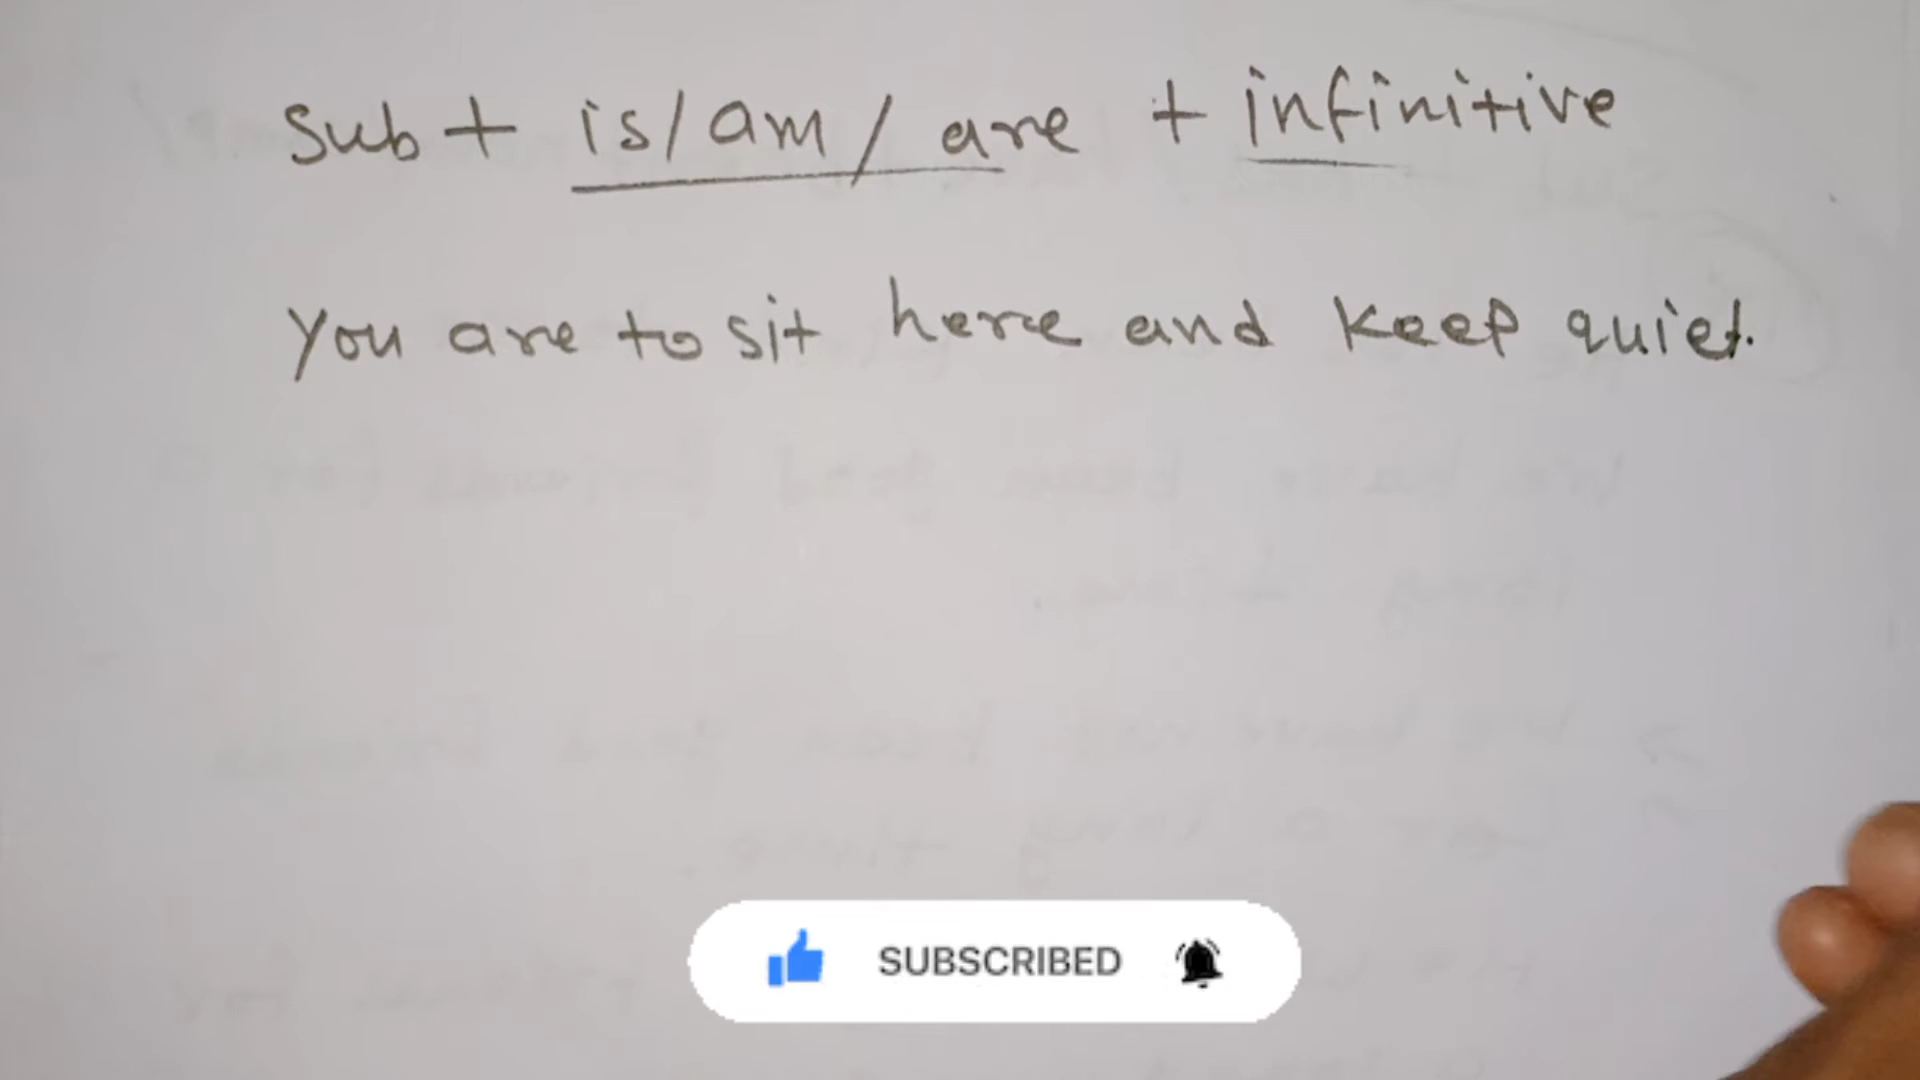 Sub + is/am/are + infinitive
You are to sit here and keep quiet.
SUBSCRIBED